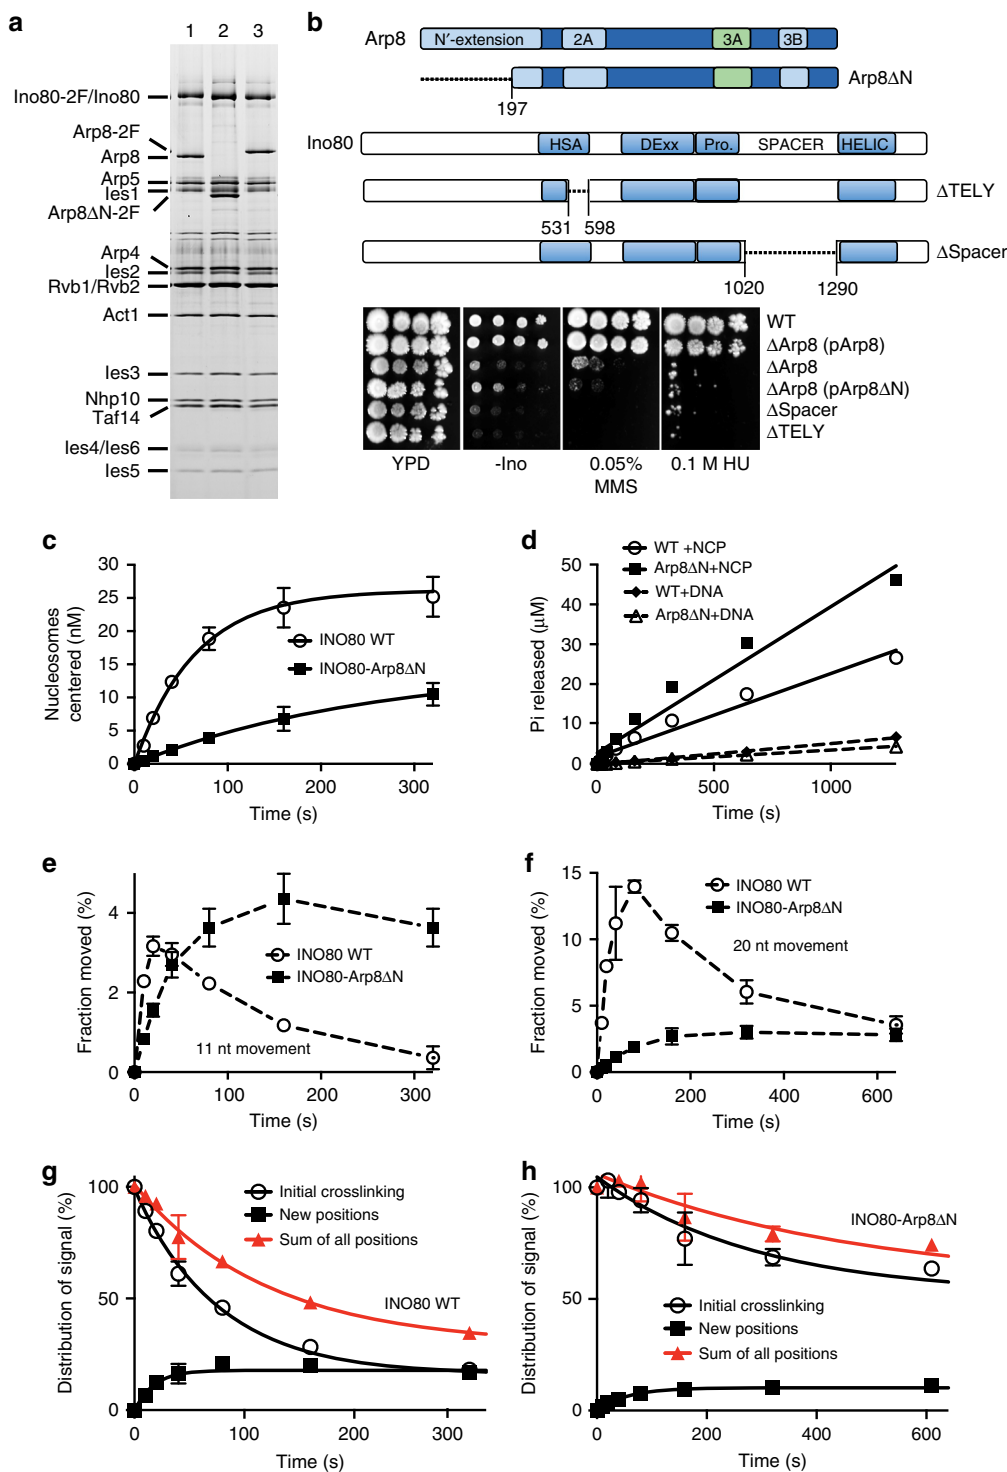 a
1 2 3
Ino80-2F/Ino80
Arp8-2F
Arp8
Arp5
Ies1
Arp8ΔN-2F
Arp4
Ies2
Rvb1/Rvb2
Act1
Ies3
Nhp10
Taf14
Ies4/Ies6
Ies5
b
Arp8
N′-extension 2A 3A 3B
Arp8ΔN
197
Ino80
HSA DExx Pro. SPACER HELIC
ΔTELY
531 598
ΔSpacer
1020 1290
WT
ΔArp8 (pArp8)
ΔArp8
ΔArp8 (pArp8ΔN)
ΔSpacer
ΔTELY
YPD -Ino 0.05% MMS 0.1 M HU
c
Nucleosomes centered (nM)
30
25
20
15
10
5
0
INO80 WT
INO80-Arp8ΔN
0 100 200 300
Time (s)
d
WT +NCP
Arp8ΔN+NCP
WT+DNA
Arp8ΔN+DNA
Pi released (μM)
50
40
30
20
10
0
0 500 1000
Time (s)
e
Fraction moved (%)
4
2
0
INO80 WT
INO80-Arp8ΔN
11 nt movement
0 100 200 300
Time (s)
f
Fraction moved (%)
15
10
5
0
INO80 WT
INO80-Arp8ΔN
20 nt movement
0 200 400 600
Time (s)
g
Distribution of signal (%)
100
50
0
Initial crosslinking
New positions
Sum of all positions
INO80 WT
0 100 200 300
Time (s)
h
Distribution of signal (%)
100
50
0
INO80-Arp8ΔN
Initial crosslinking
New positions
Sum of all positions
0 200 400 600
Time (s)